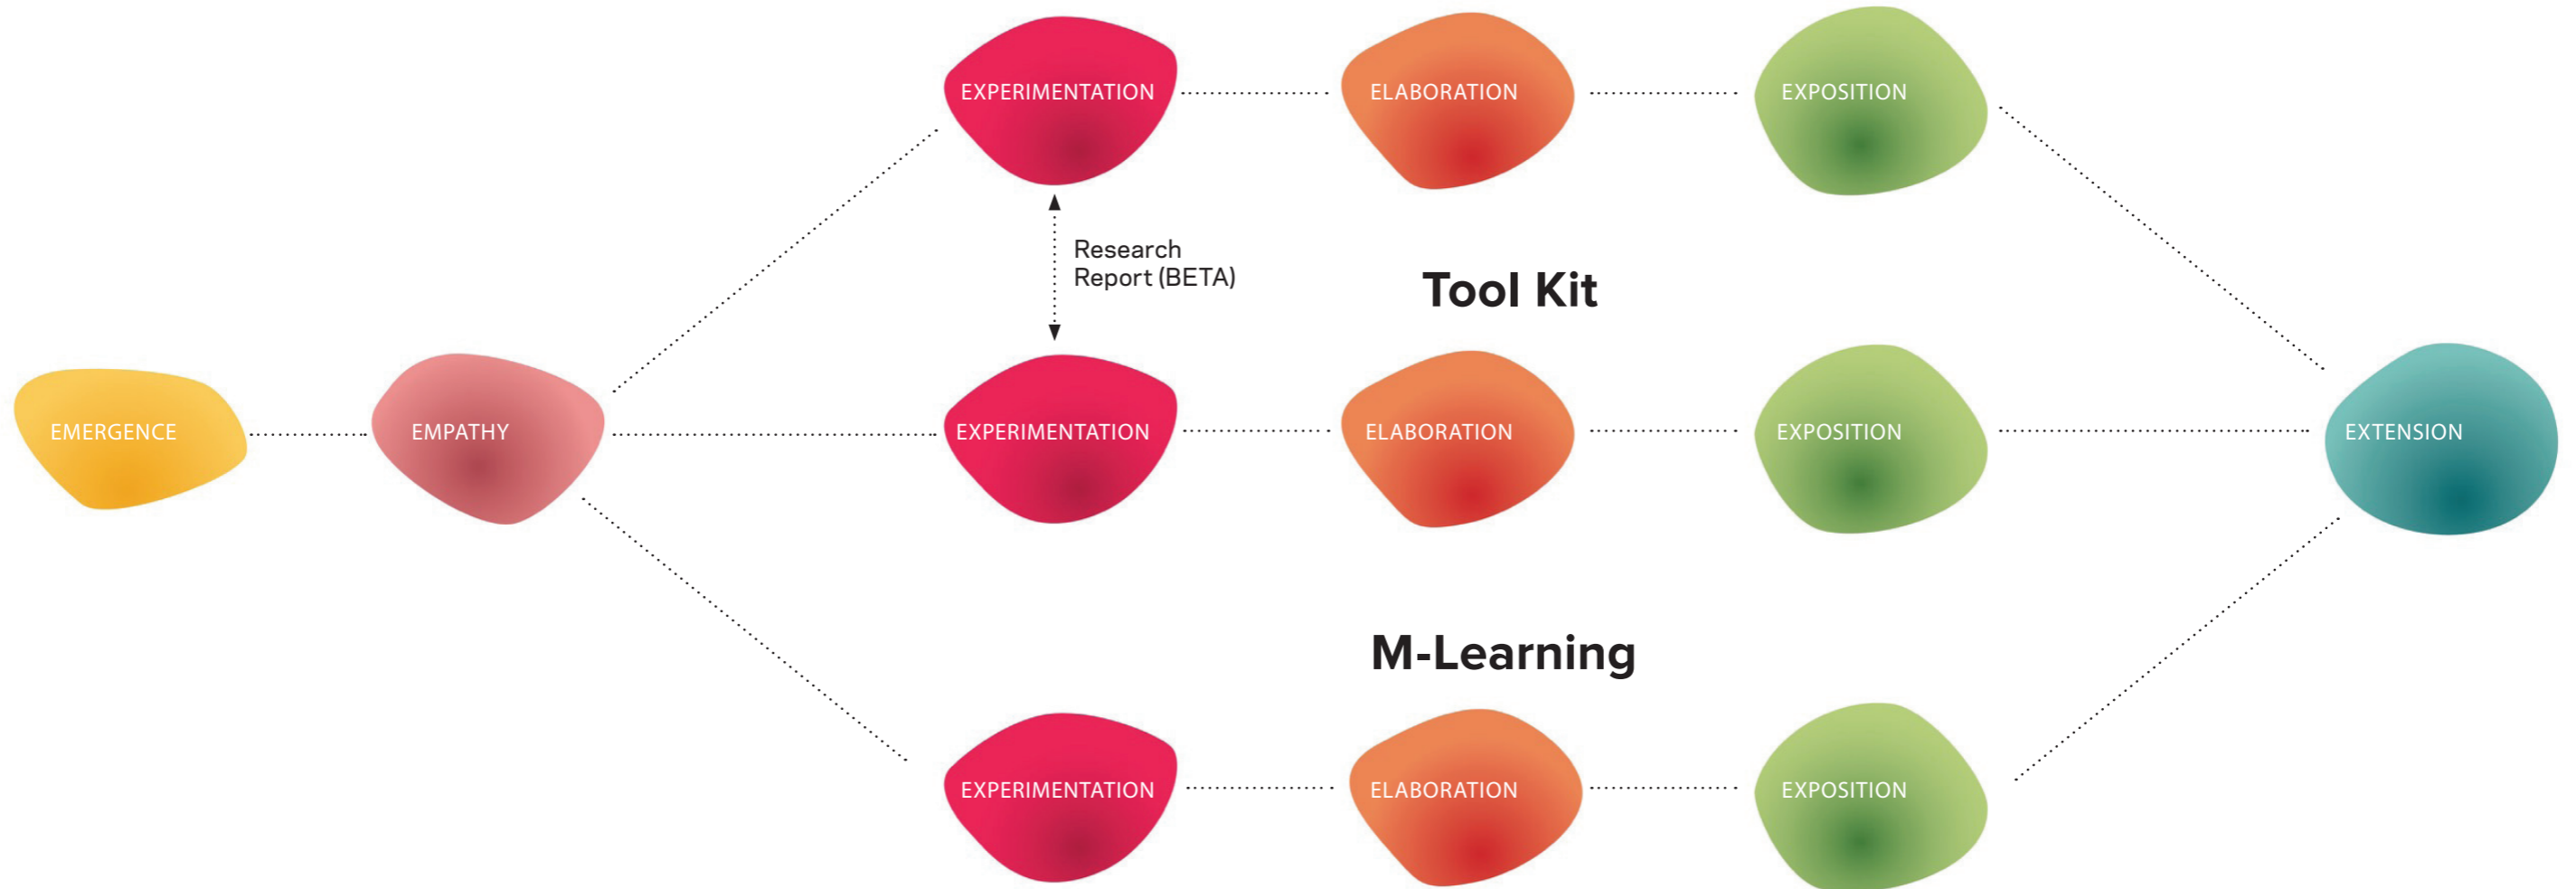 EXPERIMENTATION
ELABORATION
EXPOSITION
Research
Report (BETA)
Tool Kit
EMERGENCE
EMPATHY
EXPERIMENTATION
ELABORATION
EXPOSITION
EXTENSION
M-Learning
EXPERIMENTATION
ELABORATION
EXPOSITION